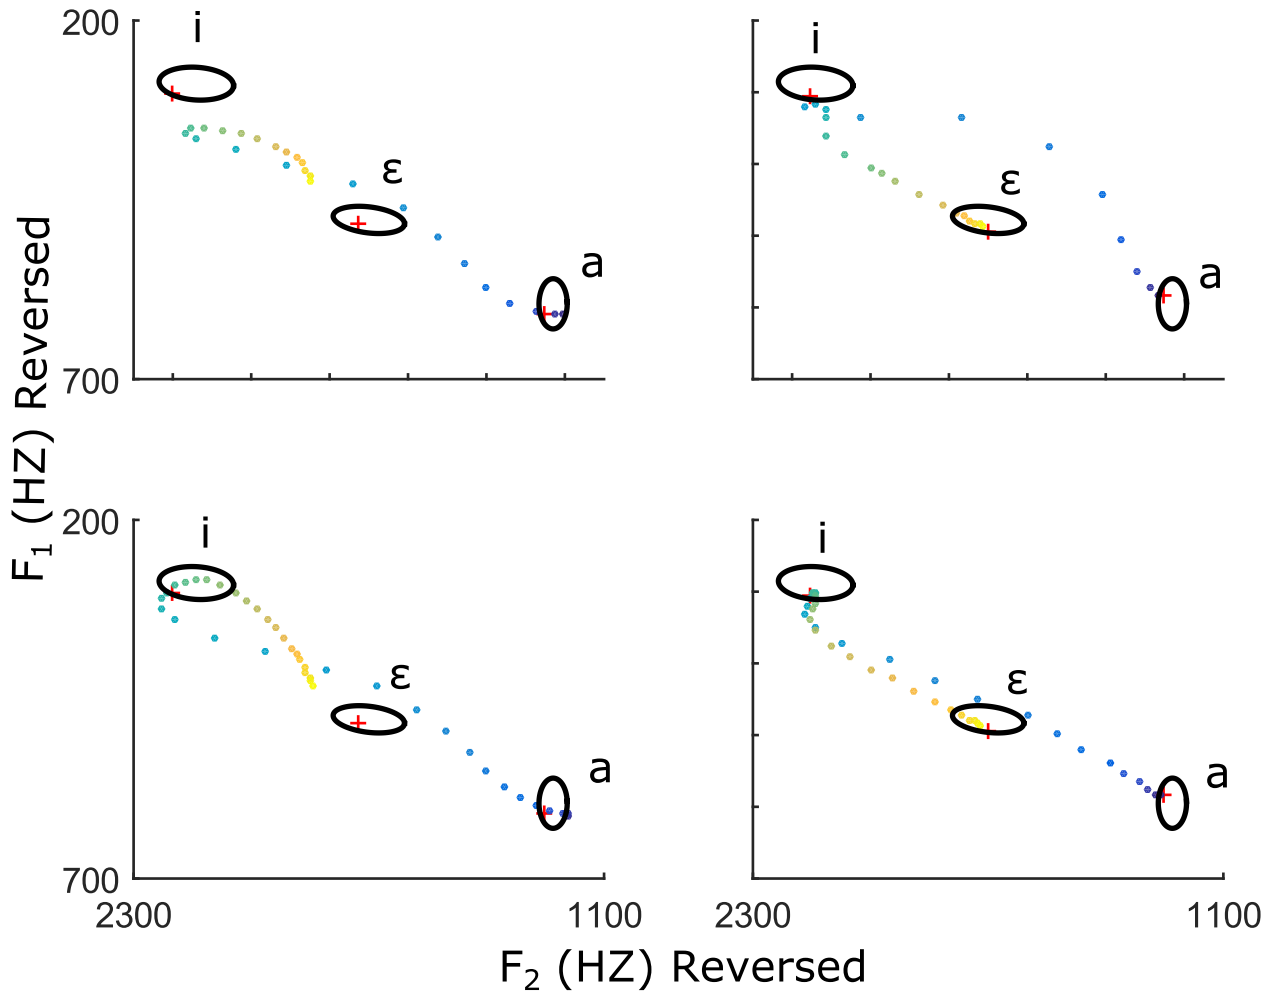 200
i
ε
a
700
i
ε
a
F₁ (HZ) Reversed
200
i
ε
a
700
2300
1100
i
ε
a
2300
1100
F₂ (HZ) Reversed